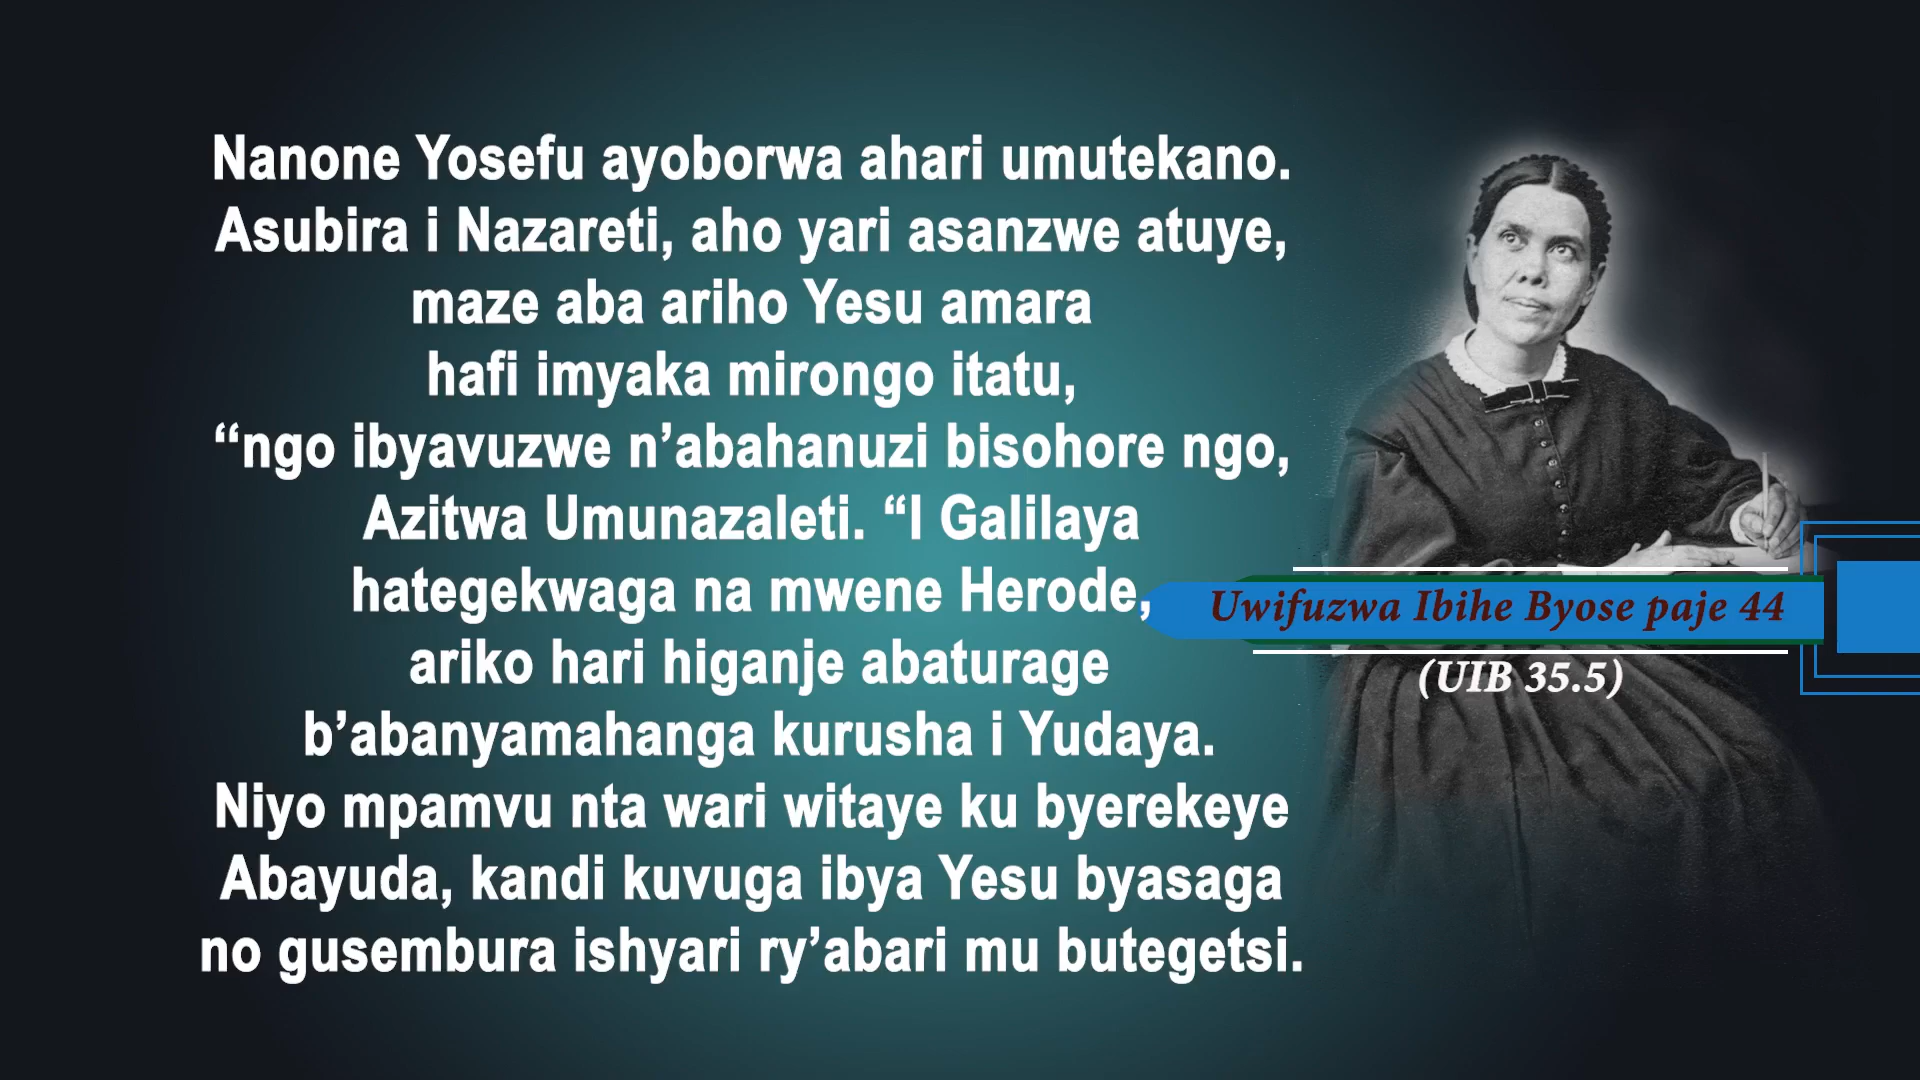 Nanone Yosefu ayoborwa ahari umutekano.
Asubira i Nazareti, aho yari asanzwe atuye,
maze aba ariho Yesu amara
hafi imyaka mirongo itatu,
“ngo ibyavuzwe n’abahanuzi bisohore ngo,
Azitwa Umunazaleti. “I Galilaya
hategekwaga na mwene Herode,
ariko hari higanje abaturage
b’abanyamahanga kurusha i Yudaya.
Niyo mpamvu nta wari witaye ku byerekeye
Abayuda, kandi kuvuga ibya Yesu byasaga
no gusembura ishyari ry’abari mu butegetsi.
Uwifuzwa Ibihe Byose paje 44
(UIB 35.5)